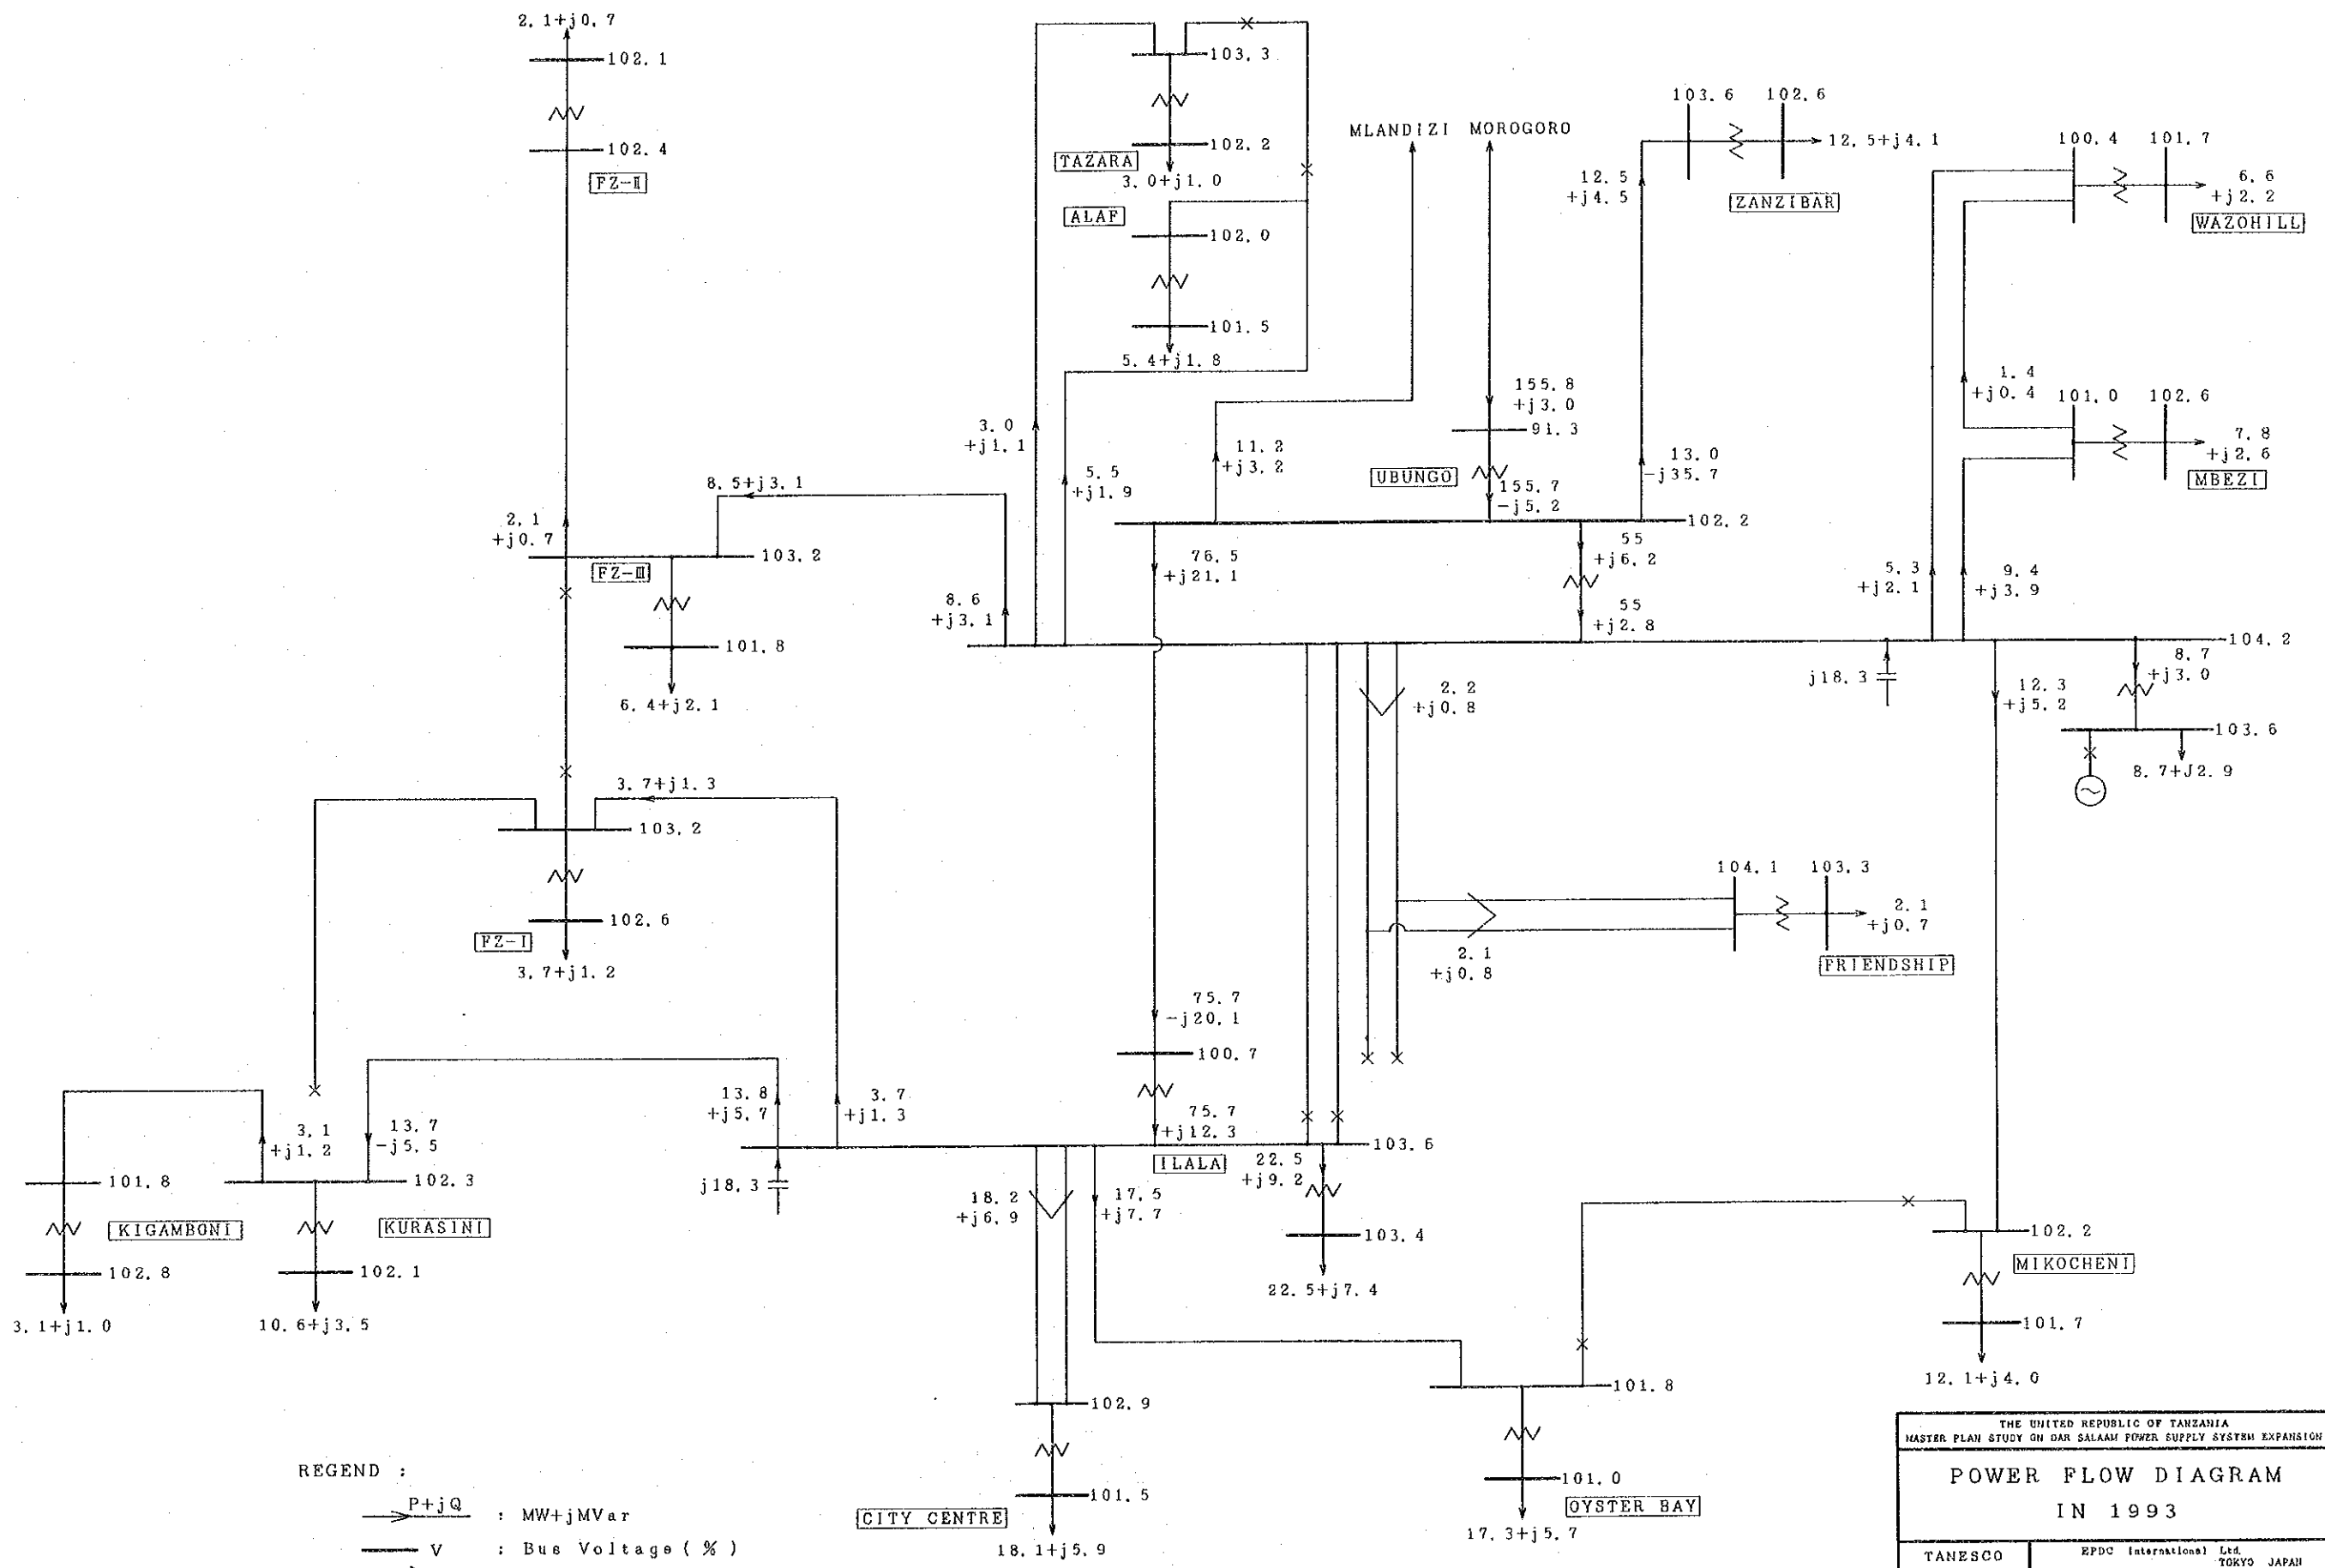 2.1+j0.7
102.1
102.4
FZ-Ⅱ
103.3
TAZARA
102.2
3.0+j1.0
ALAF
102.0
101.5
5.4+j1.8
MLANDIZI MOROGORO
103.6 102.6
12.5+j4.1
12.5
+j4.5
ZANZIBAR
100.4 101.7
6.6
+j2.2
WAZOHILL
1.4
+j0.4
101.0 102.6
7.8
+j2.6
MBEZI
3.0
+j1.1
5.5
+j1.9
11.2
+j3.2
155.8
+j3.0
91.3
UBUNGO
155.7
-j5.2
13.0
-j35.7
102.2
8.5+j3.1
2.1
+j0.7
103.2
FZ-Ⅲ
101.8
6.4+j2.1
8.6
+j3.1
76.5
+j21.1
55
+j6.2
55
+j2.8
5.3
+j2.1
9.4
+j3.9
104.2
j18.3
12.3
+j5.2
8.7
+j3.0
103.6
8.7+J2.9
2.2
+j0.8
3.7+j1.3
103.2
102.6
FZ-I
3.7+j1.2
104.1 103.3
2.1
+j0.7
FRIENDSHIP
2.1
+j0.8
75.7
-j20.1
100.7
75.7
+j12.3
13.8
+j5.7
3.7
+j1.3
103.6
ILALA
22.5
+j9.2
3.1
+j1.2
13.7
-j5.5
101.8
102.3
j18.3
18.2
+j6.9
17.5
+j7.7
KIGAMBONI
KURASINI
102.8
102.1
3.1+j1.0
10.6+j3.5
103.4
22.5+j7.4
102.2
MIKOCHENI
101.7
12.1+j4.0
101.8
102.9
101.0
OYSTER BAY
17.3+j5.7
101.5
CITY CENTRE
18.1+j5.9
REGEND :
P+jQ : MW+jMVar
V : Bus Voltage ( % )
THE UNITED REPUBLIC OF TANZANIA
MASTER PLAN STUDY ON DAR SALAAM POWER SUPPLY SYSTEM EXPANSION
POWER FLOW DIAGRAM
IN 1993
TANESCO
EPDC International Ltd.
TOKYO JAPAN